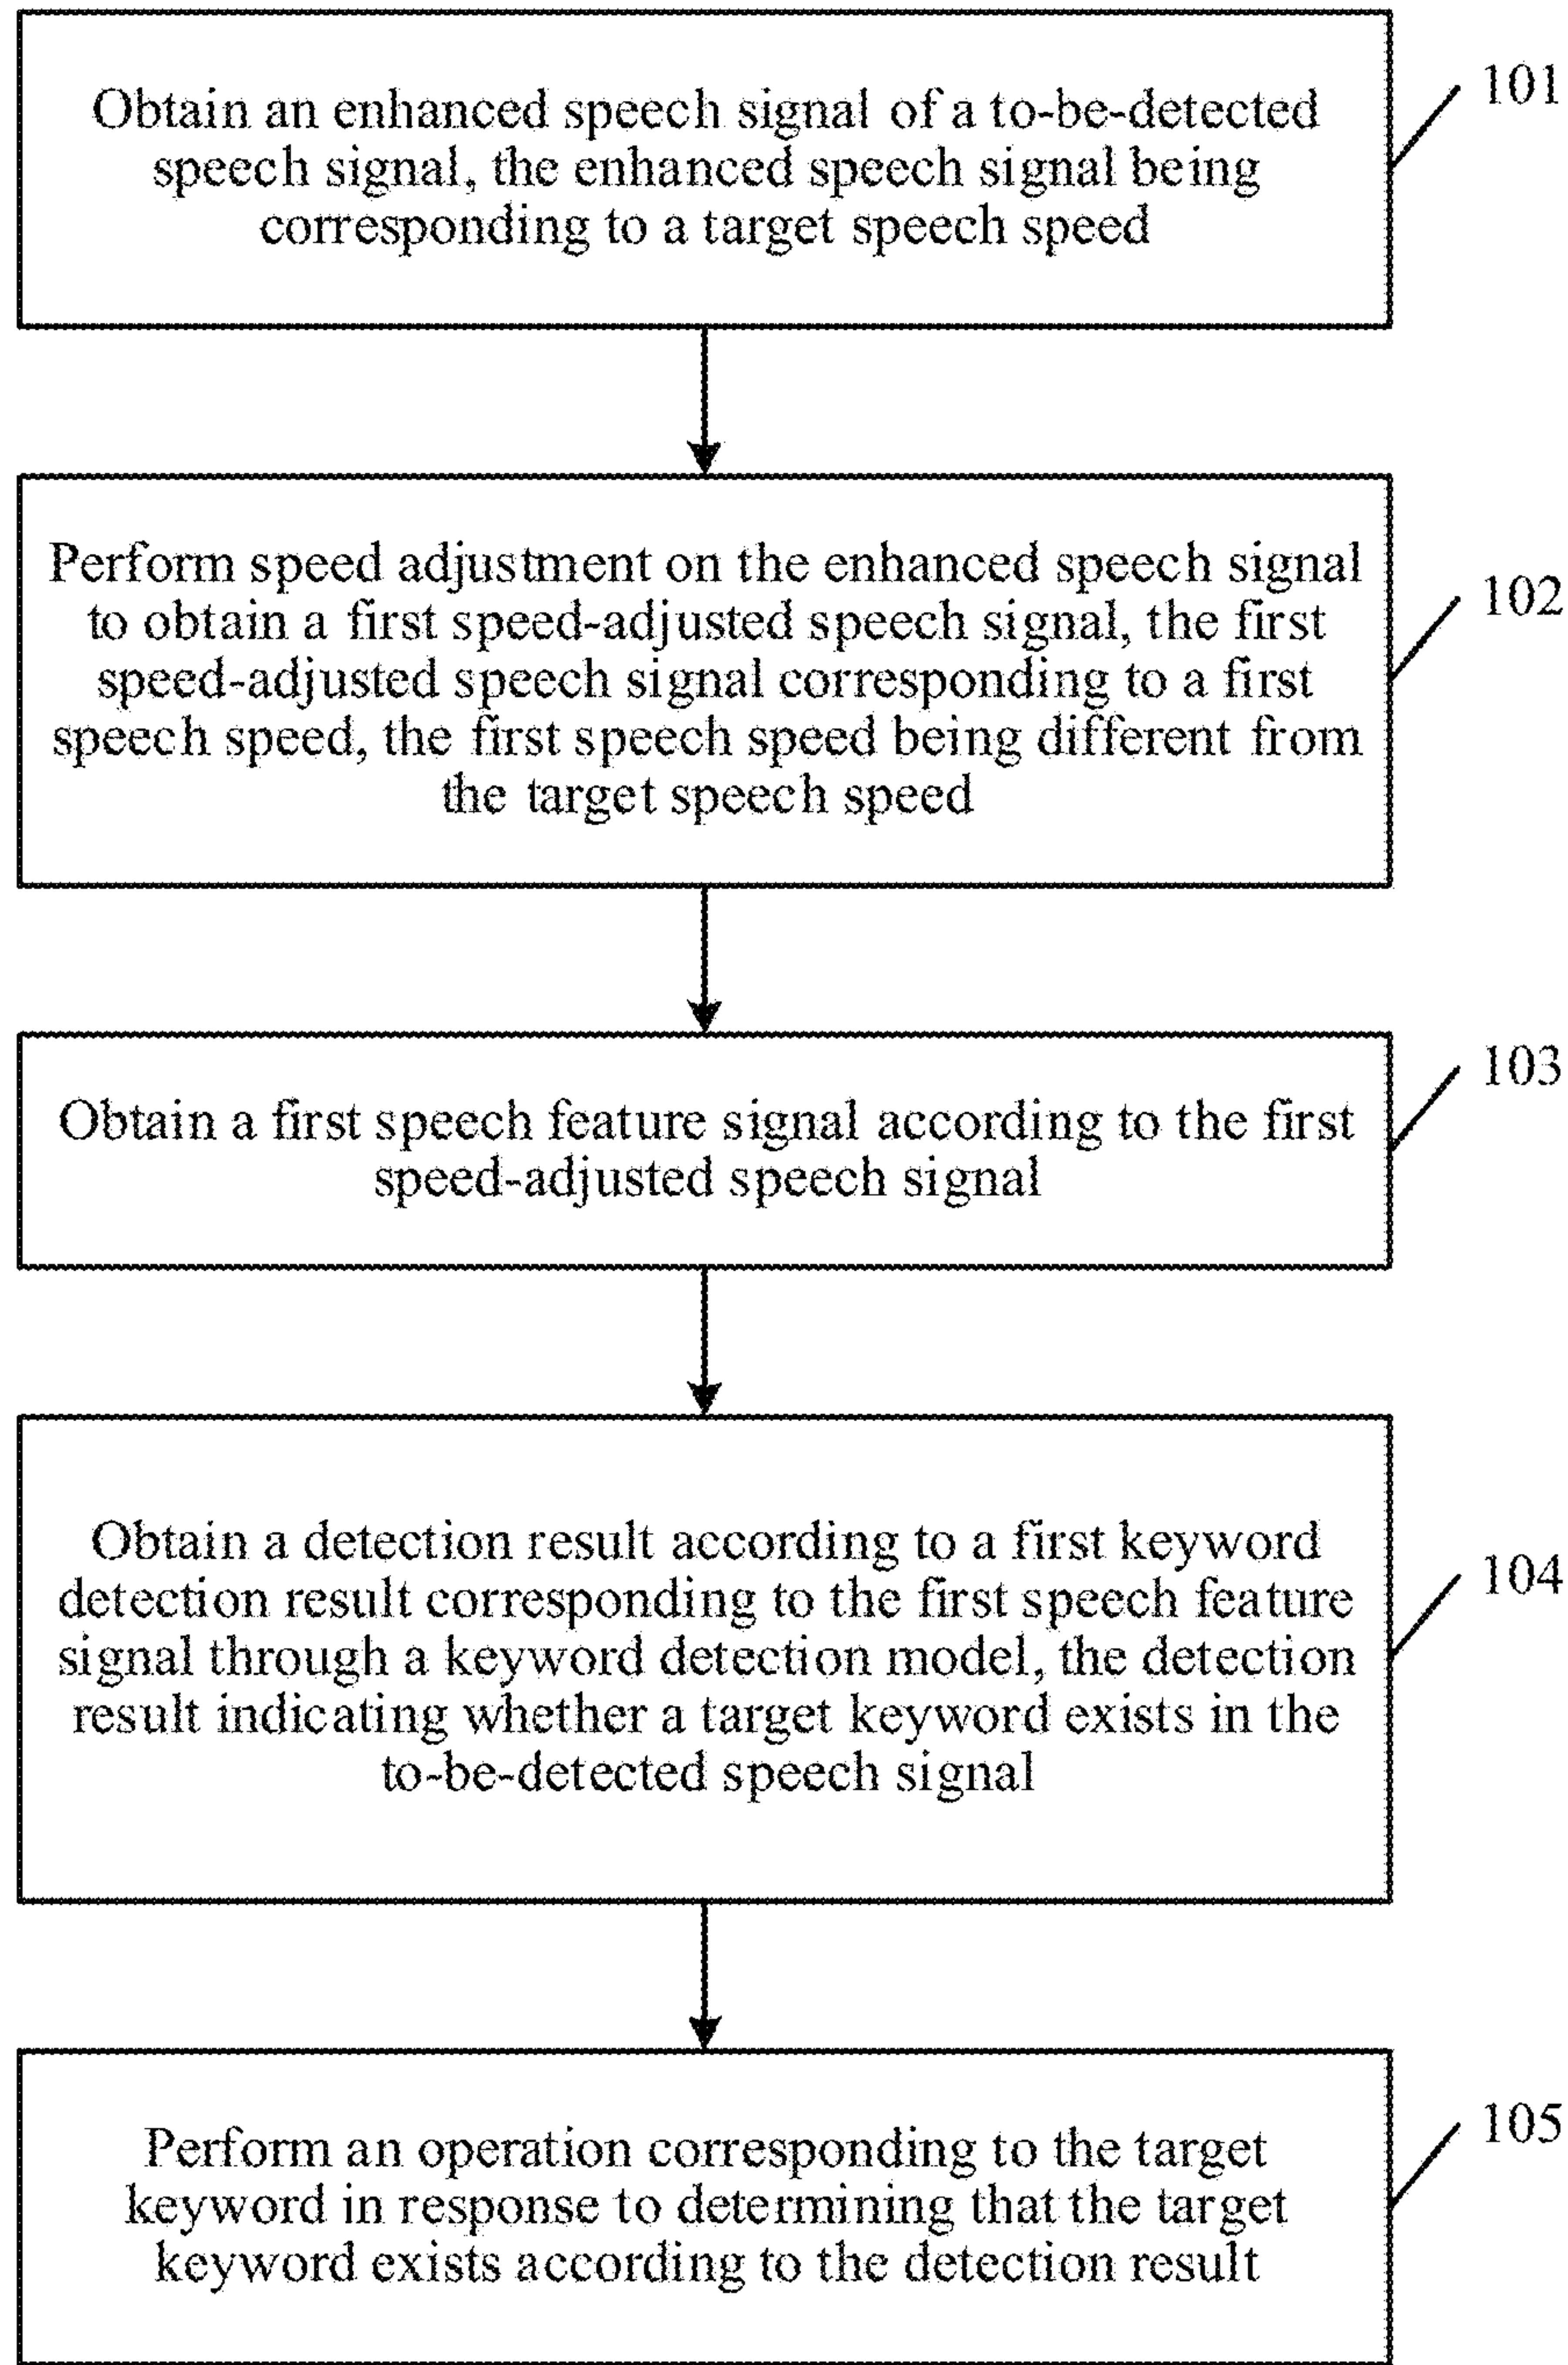 Obtain an enhanced speech signal of a to-be-detected
speech signal, the enhanced speech signal being
corresponding to a target speech speed
101
Perform speed adjustment on the enhanced speech signal
to obtain a first speed-adjusted speech signal, the first
speed-adjusted speech signal corresponding to a first
speech speed, the first speech speed being different from
the target speech speed
102
Obtain a first speech feature signal according to the first
speed-adjusted speech signal
103
Obtain a detection result according to a first keyword
detection result corresponding to the first speech feature
signal through a keyword detection model, the detection
result indicating whether a target keyword exists in the
to-be-detected speech signal
104
Perform an operation corresponding to the target
keyword in response to determining that the target
keyword exists according to the detection result
105